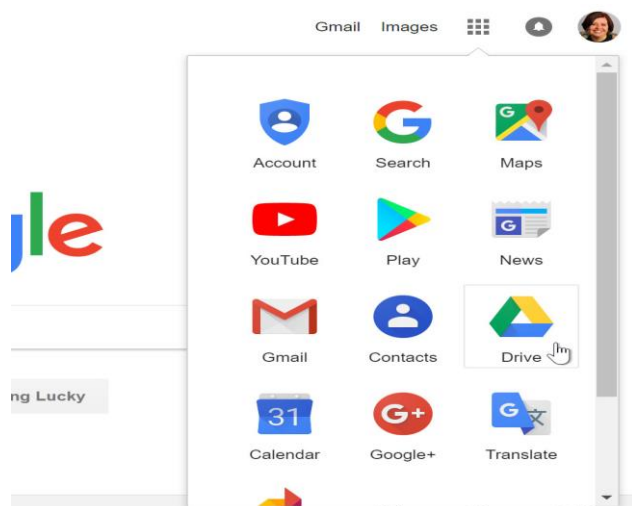 Gmail Images
Account Search Maps
gle
YouTube Play News
Gmail Contacts Drive
ng Lucky
31
Calendar Google+ Translate